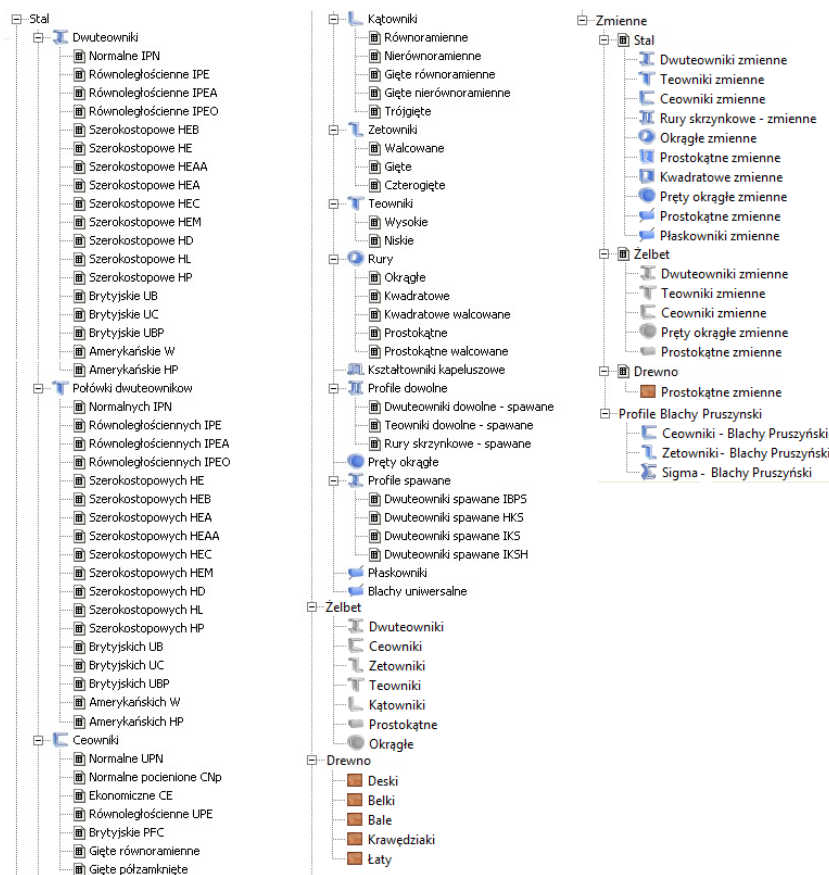 Stal
Dwuteowniki
Normalne IPN
Równoległościenne IPE
Równoległościenne IPEA
Równoległościenne IPEO
Szerokostopowe HEB
Szerokostopowe HE
Szerokostopowe HEAA
Szerokostopowe HEA
Szerokostopowe HEC
Szerokostopowe HEM
Szerokostopowe HD
Szerokostopowe HL
Szerokostopowe HP
Brytyjskie UB
Brytyjskie UC
Brytyjskie UBP
Amerykańskie W
Amerykańskie HP
Połówki dwuteownikow
Normalnych IPN
Równoległościennych IPE
Równoległościennych IPEA
Równoległościennych IPEO
Szerokostopowych HE
Szerokostopowych HEB
Szerokostopowych HEA
Szerokostopowych HEAA
Szerokostopowych HEC
Szerokostopowych HEM
Szerokostopowych HD
Szerokostopowych HL
Szerokostopowych HP
Brytyjskich UB
Brytyjskich UC
Brytyjskich UBP
Amerykańskich W
Amerykańskich HP
Ceowniki
Normalne UPN
Normalne pocienione CNp
Ekonomiczne CE
Równoległościenne UPE
Brytyjskie PFC
Gięte równoramienne
Gięte półzamknięte
Kątowniki
Równoramienne
Nierównoramienne
Gięte równoramienne
Gięte nierównoramienne
Trójgięte
Zetowniki
Walcowane
Gięte
Czterogięte
Teowniki
Wysokie
Niskie
Rury
Okrągłe
Kwadratowe
Kwadratowe walcowane
Prostokątne
Prostokątne walcowane
Kształtowniki kapeluszowe
Profile dowolne
Dwuteowniki dowolne - spawane
Teowniki dowolne - spawane
Rury skrzynkowe - spawane
Pręty okrągłe
Profile spawane
Dwuteowniki spawane IBPS
Dwuteowniki spawane HKS
Dwuteowniki spawane IKS
Dwuteowniki spawane IKSH
Płaskowniki
Blachy uniwersalne
Żelbet
Dwuteowniki
Ceowniki
Zetowniki
Teowniki
Kątowniki
Prostokątne
Okrągłe
Drewno
Deski
Belki
Bale
Krawędziaki
Łaty
Zmienne
Stal
Dwuteowniki zmienne
Teowniki zmienne
Ceowniki zmienne
Rury skrzynkowe - zmienne
Okrągłe zmienne
Prostokątne zmienne
Kwadratowe zmienne
Pręty okrągłe zmienne
Prostokątne zmienne
Płaskowniki zmienne
Żelbet
Dwuteowniki zmienne
Teowniki zmienne
Ceowniki zmienne
Pręty okrągłe zmienne
Prostokątne zmienne
Drewno
Prostokątne zmienne
Profile Blachy Pruszynski
Ceowniki - Blachy Pruszyński
Zetowniki - Blachy Pruszyński
Sigma - Blachy Pruszyński